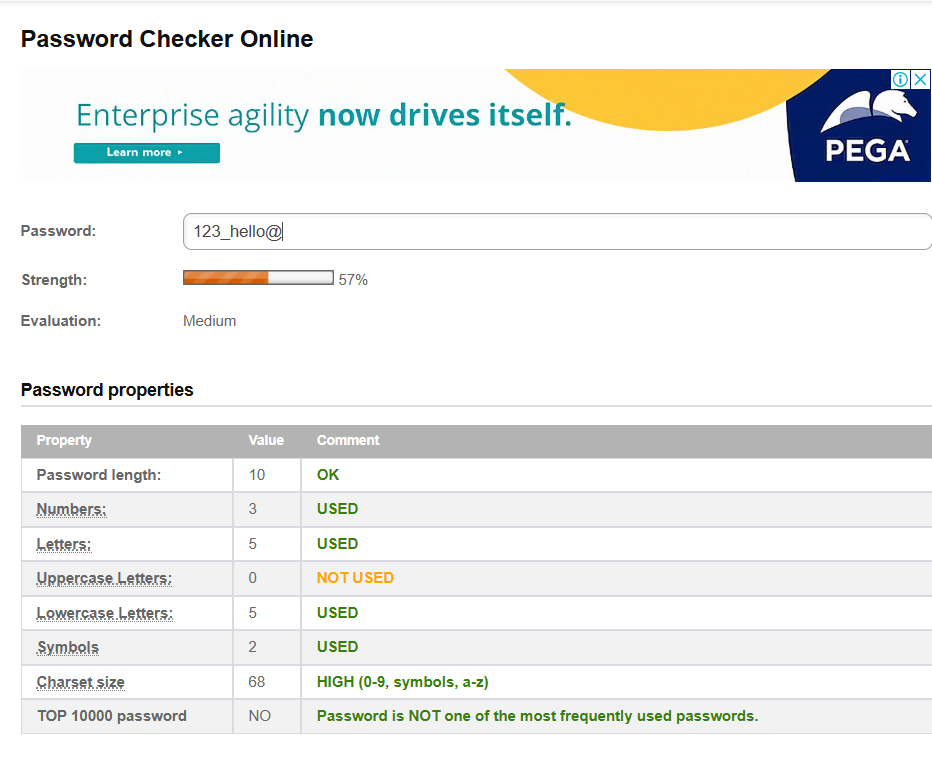 Password Checker Online
Enterprise agility now drives itself.
Learn more
PEGA
Password: 123_hello@
Strength: 57%
Evaluation: Medium
Password properties
Property Value Comment
Password length: 10 OK
Numbers: 3 USED
Letters: 5 USED
Uppercase Letters: 0 NOT USED
Lowercase Letters: 5 USED
Symbols 2 USED
Charset size 68 HIGH (0-9, symbols, a-z)
TOP 10000 password NO Password is NOT one of the most frequently used passwords.